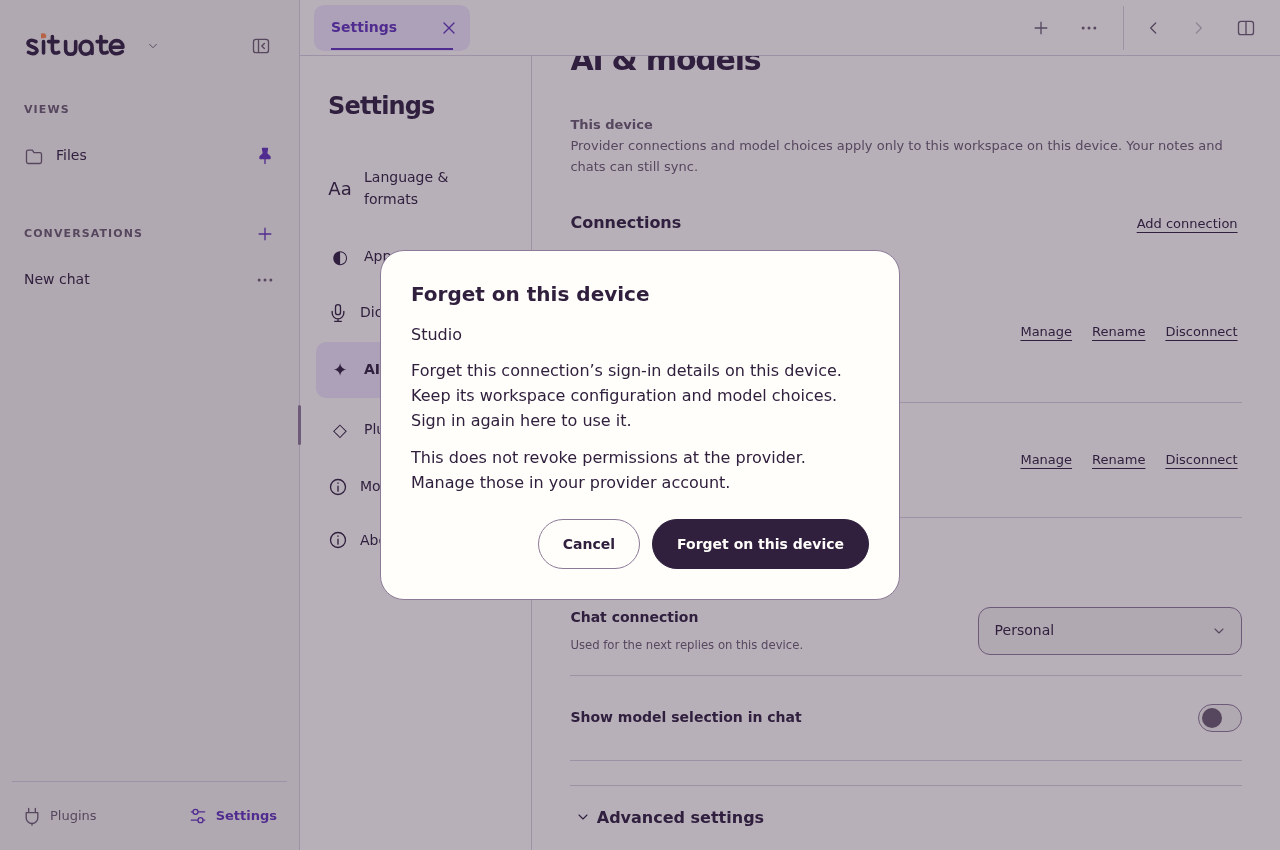 situate
Settings
VIEWS
Files
CONVERSATIONS
New chat
Plugins
Settings
Settings
Aa
Language &
formats
AI
AI & models
This device
Provider connections and model choices apply only to this workspace on this device. Your notes and
chats can still sync.
Connections
Add connection
Manage
Rename
Disconnect
Manage
Rename
Disconnect
Forget on this device
Studio
Forget this connection’s sign-in details on this device.
Keep its workspace configuration and model choices.
Sign in again here to use it.
This does not revoke permissions at the provider.
Manage those in your provider account.
Cancel
Forget on this device
Chat connection
Used for the next replies on this device.
Personal
Show model selection in chat
Advanced settings